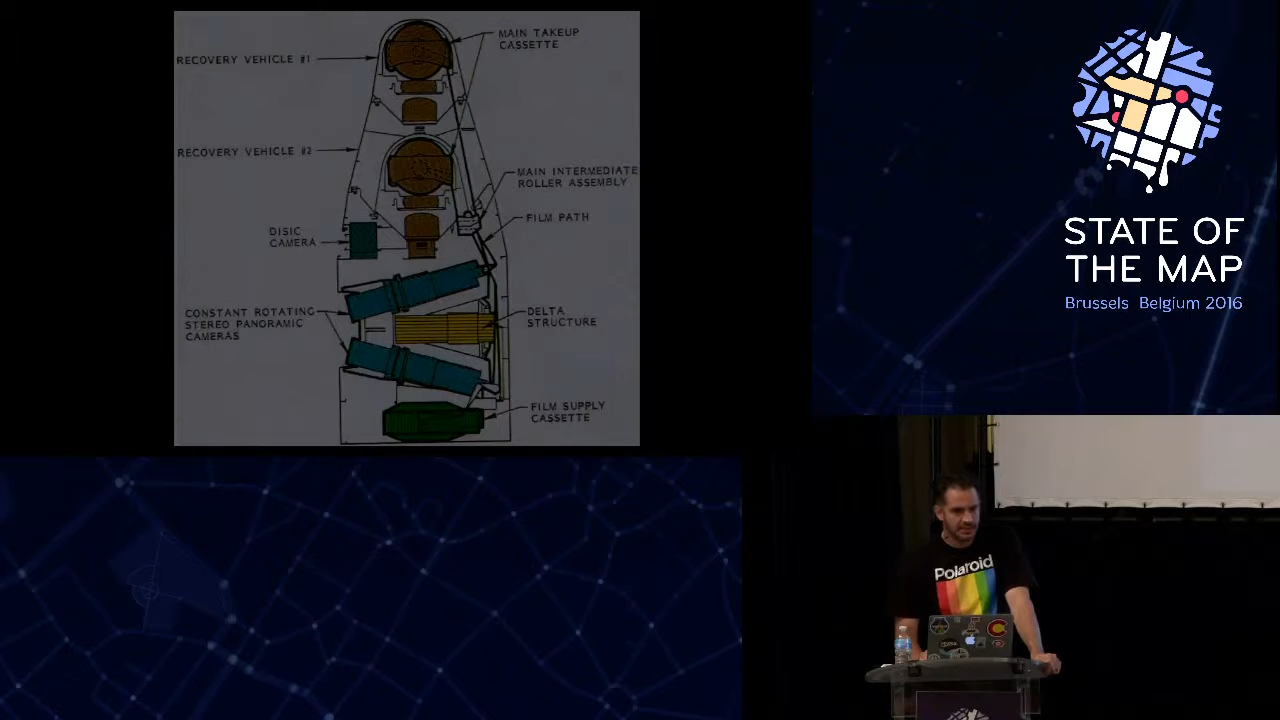 MAIN TAKEUP
CASSETTE
RECOVERY VEHICLE #1
RECOVERY VEHICLE #2
MAIN INTERMEDIATE
ROLLER ASSEMBLY
FILM PATH
DISIC
CAMERA
CONSTANT ROTATING
STEREO PANORAMIC
CAMERAS
DELTA
STRUCTURE
FILM SUPPLY
CASSETTE
STATE OF
THE MAP
Brussels Belgium 2016
Polaroid